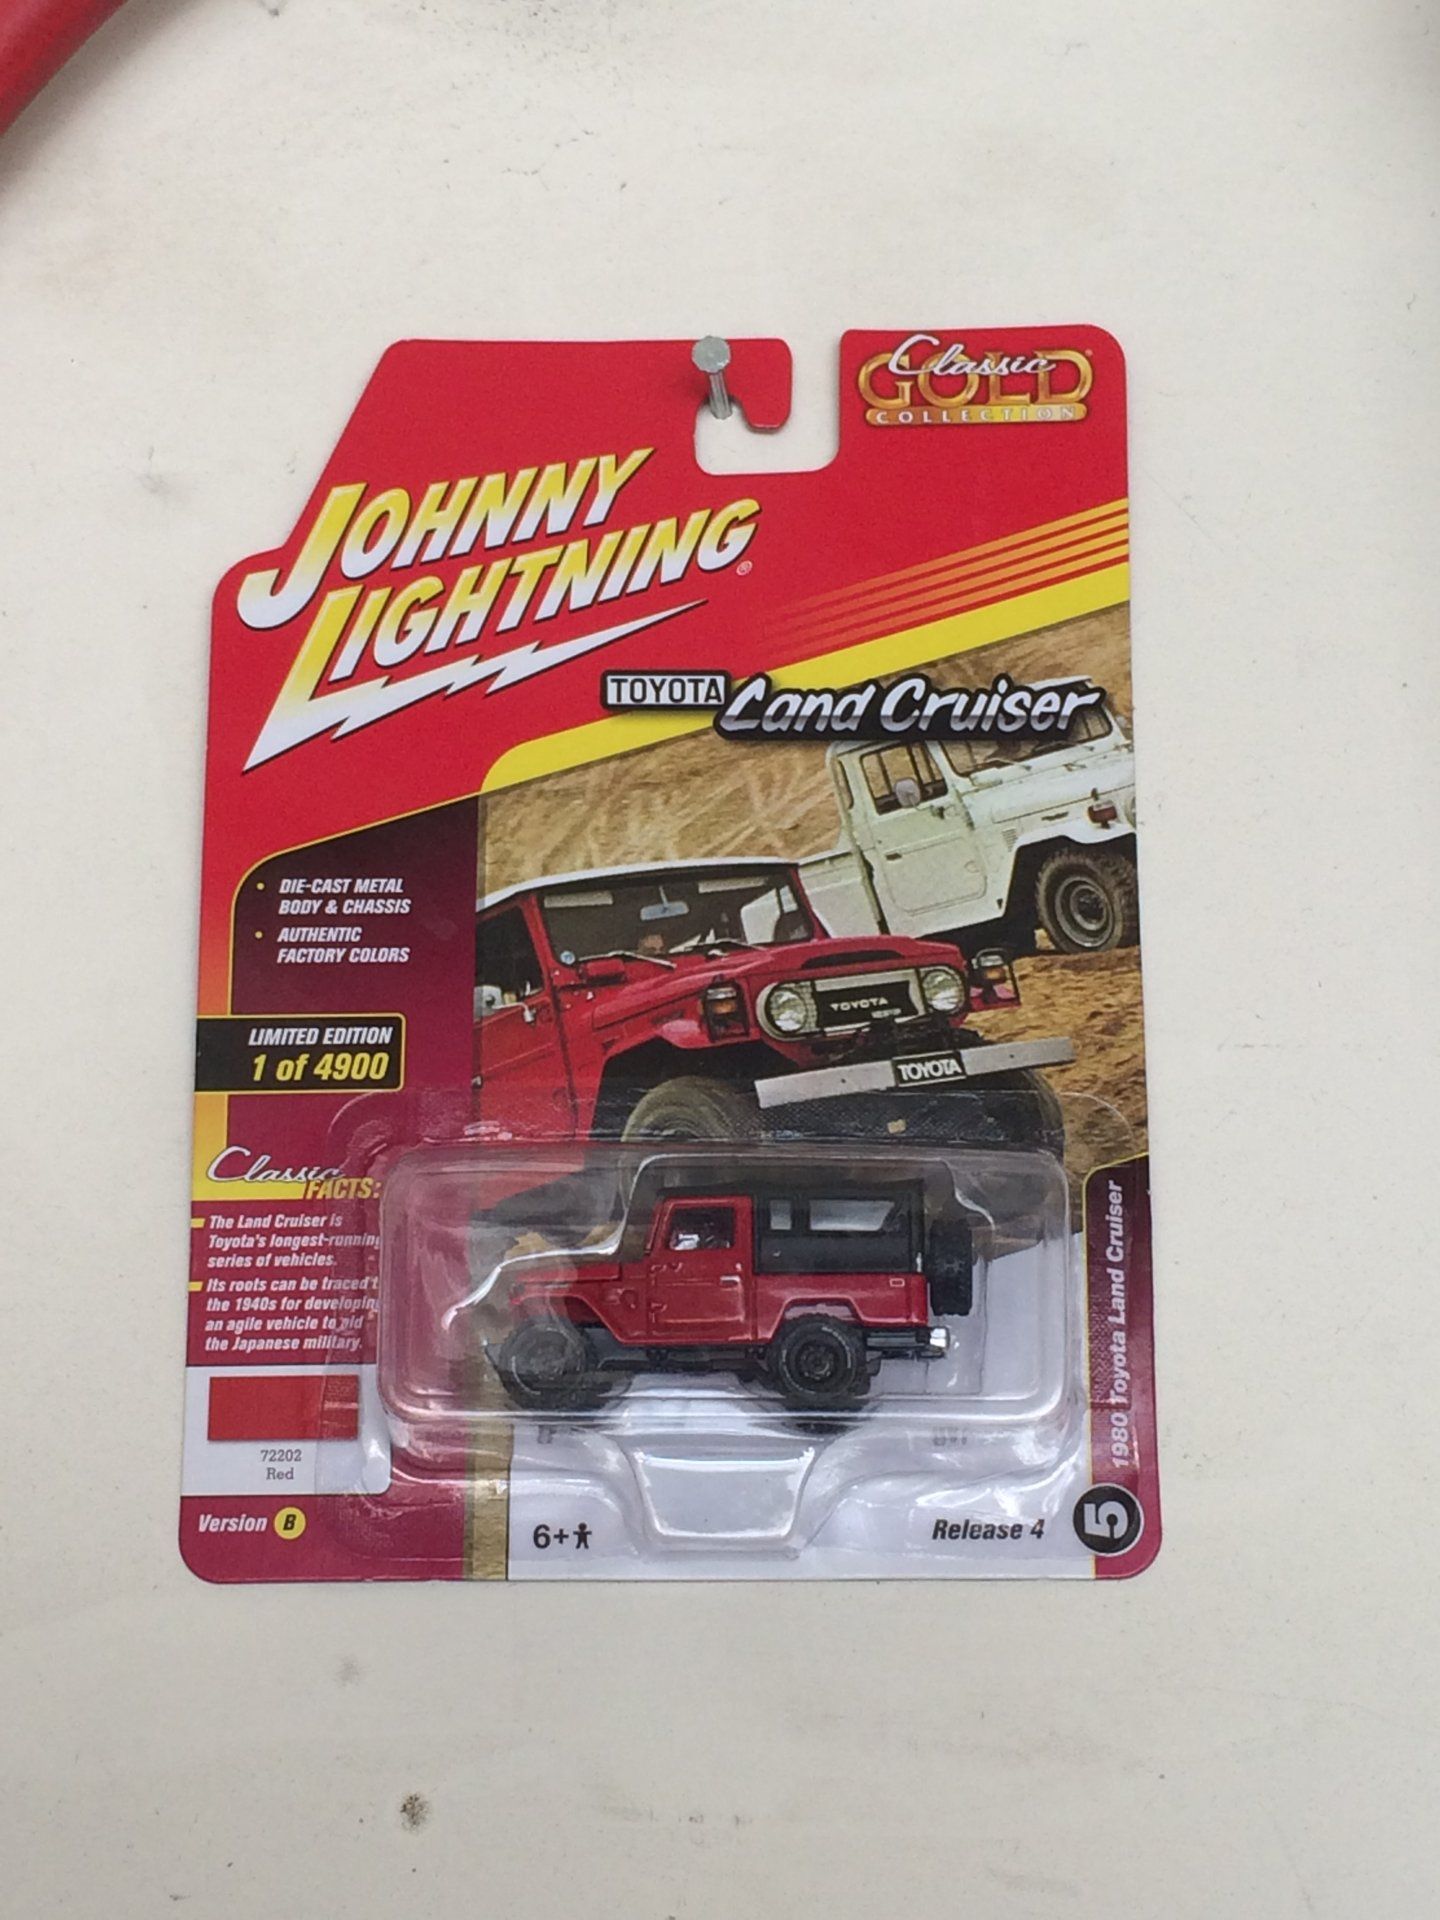 Classic
GOLD
COLLECTION
JOHNNY
LIGHTNING®
TOYOTA Land Cruiser
• DIE-CAST METAL
BODY & CHASSIS
• AUTHENTIC
FACTORY COLORS
TOYOTA
TOYOTA
LIMITED EDITION
1 of 4900
Classic
FACTS:
The Land Cruiser is
Toyota's longest-running
series of vehicles.
Its roots can be traced t
the 1940s for developing
an agile vehicle to aid
the Japanese military.
72202
Red
Version B
6+
Release 4
5
1980 Toyota Land Cruiser